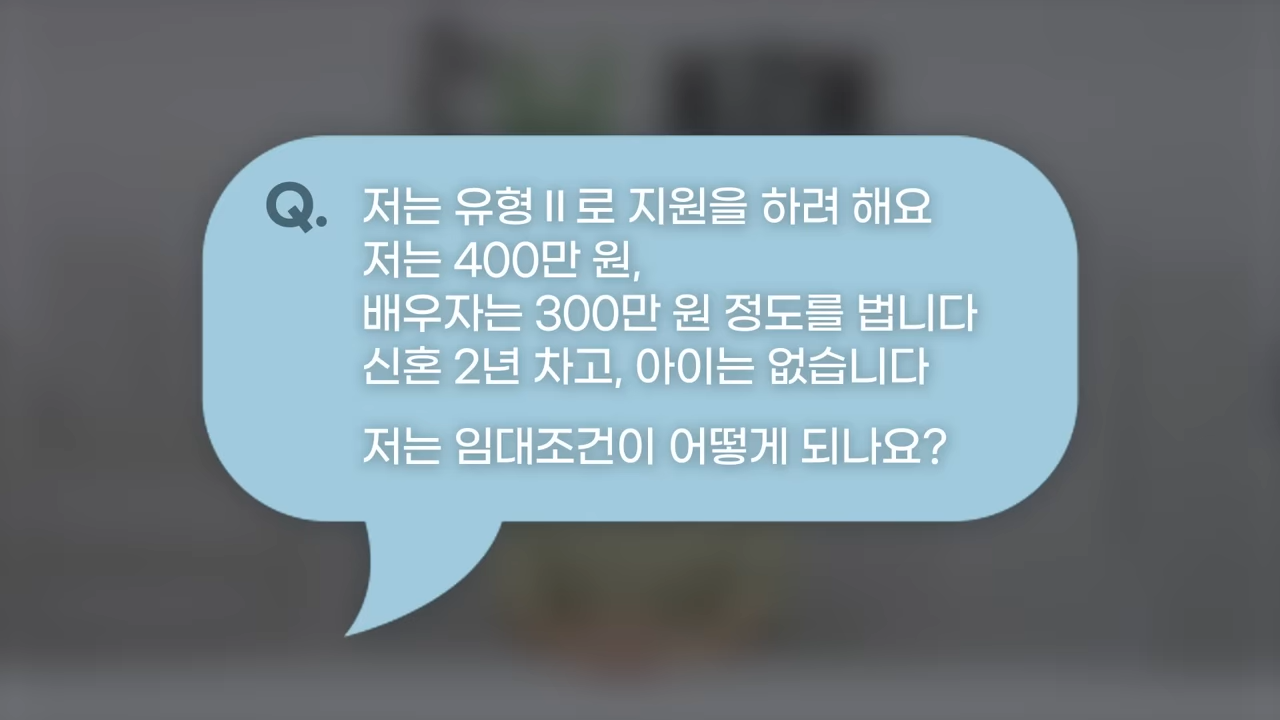 Q. 저는 유형Ⅱ로 지원을 하려 해요
저는 400만 원,
배우자는 300만 원 정도를 법니다
신혼 2년 차고, 아이는 없습니다
저는 임대조건이 어떻게 되나요?